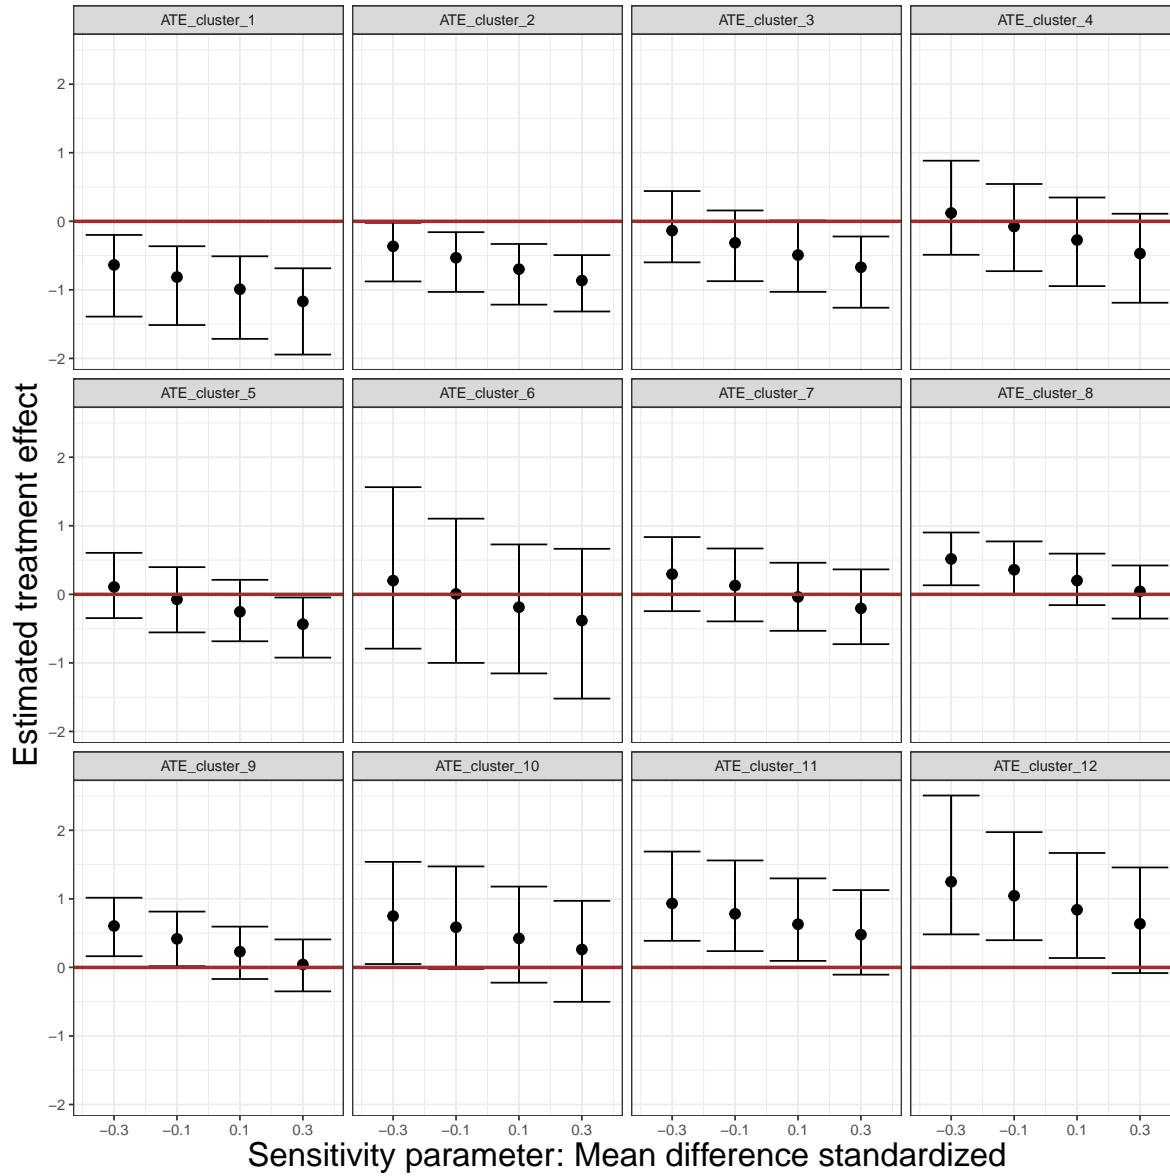 ATE_cluster_1 ATE_cluster_2 ATE_cluster_3 ATE_cluster_4
2
1
0
−1
−2
ATE_cluster_5 ATE_cluster_6 ATE_cluster_7 ATE_cluster_8
2
1
0
−1
−2
ATE_cluster_9 ATE_cluster_10 ATE_cluster_11 ATE_cluster_12
2
1
0
−1
−2
−0.3 −0.1 0.1 0.3 −0.3 −0.1 0.1 0.3 −0.3 −0.1 0.1 0.3 −0.3 −0.1 0.1 0.3
Estimated treatment effect
Sensitivity parameter: Mean difference standardized